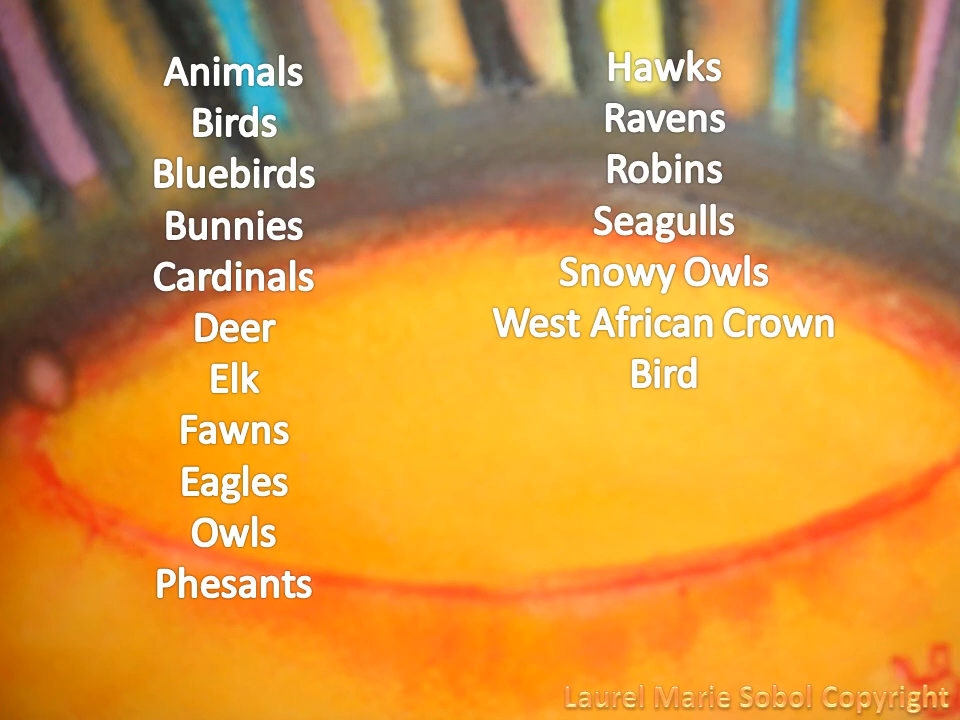 Animals
Birds
Bluebirds
Bunnies
Cardinals
Deer
Elk
Fawns
Eagles
Owls
Phesants
Hawks
Ravens
Robins
Seagulls
Snowy Owls
West African Crown
Bird
Laurel Marie Sobol Copyright